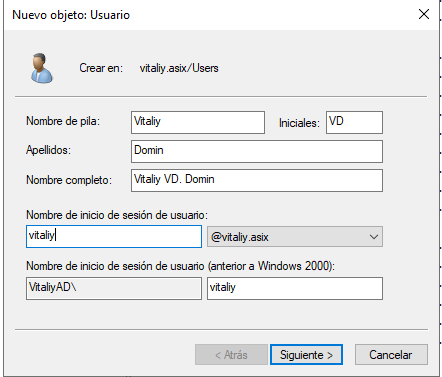 Nuevo objeto: Usuario
Crear en: vitaliy.asix/Users
Nombre de pila: Vitaliy Iniciales: VD
Apellidos: Domin
Nombre completo: Vitaliy VD. Domin
Nombre de inicio de sesión de usuario:
vitaliy @vitaliy.asix
Nombre de inicio de sesión de usuario (anterior a Windows 2000):
VitaliyAD\ vitaliy
< Atrás Siguiente > Cancelar